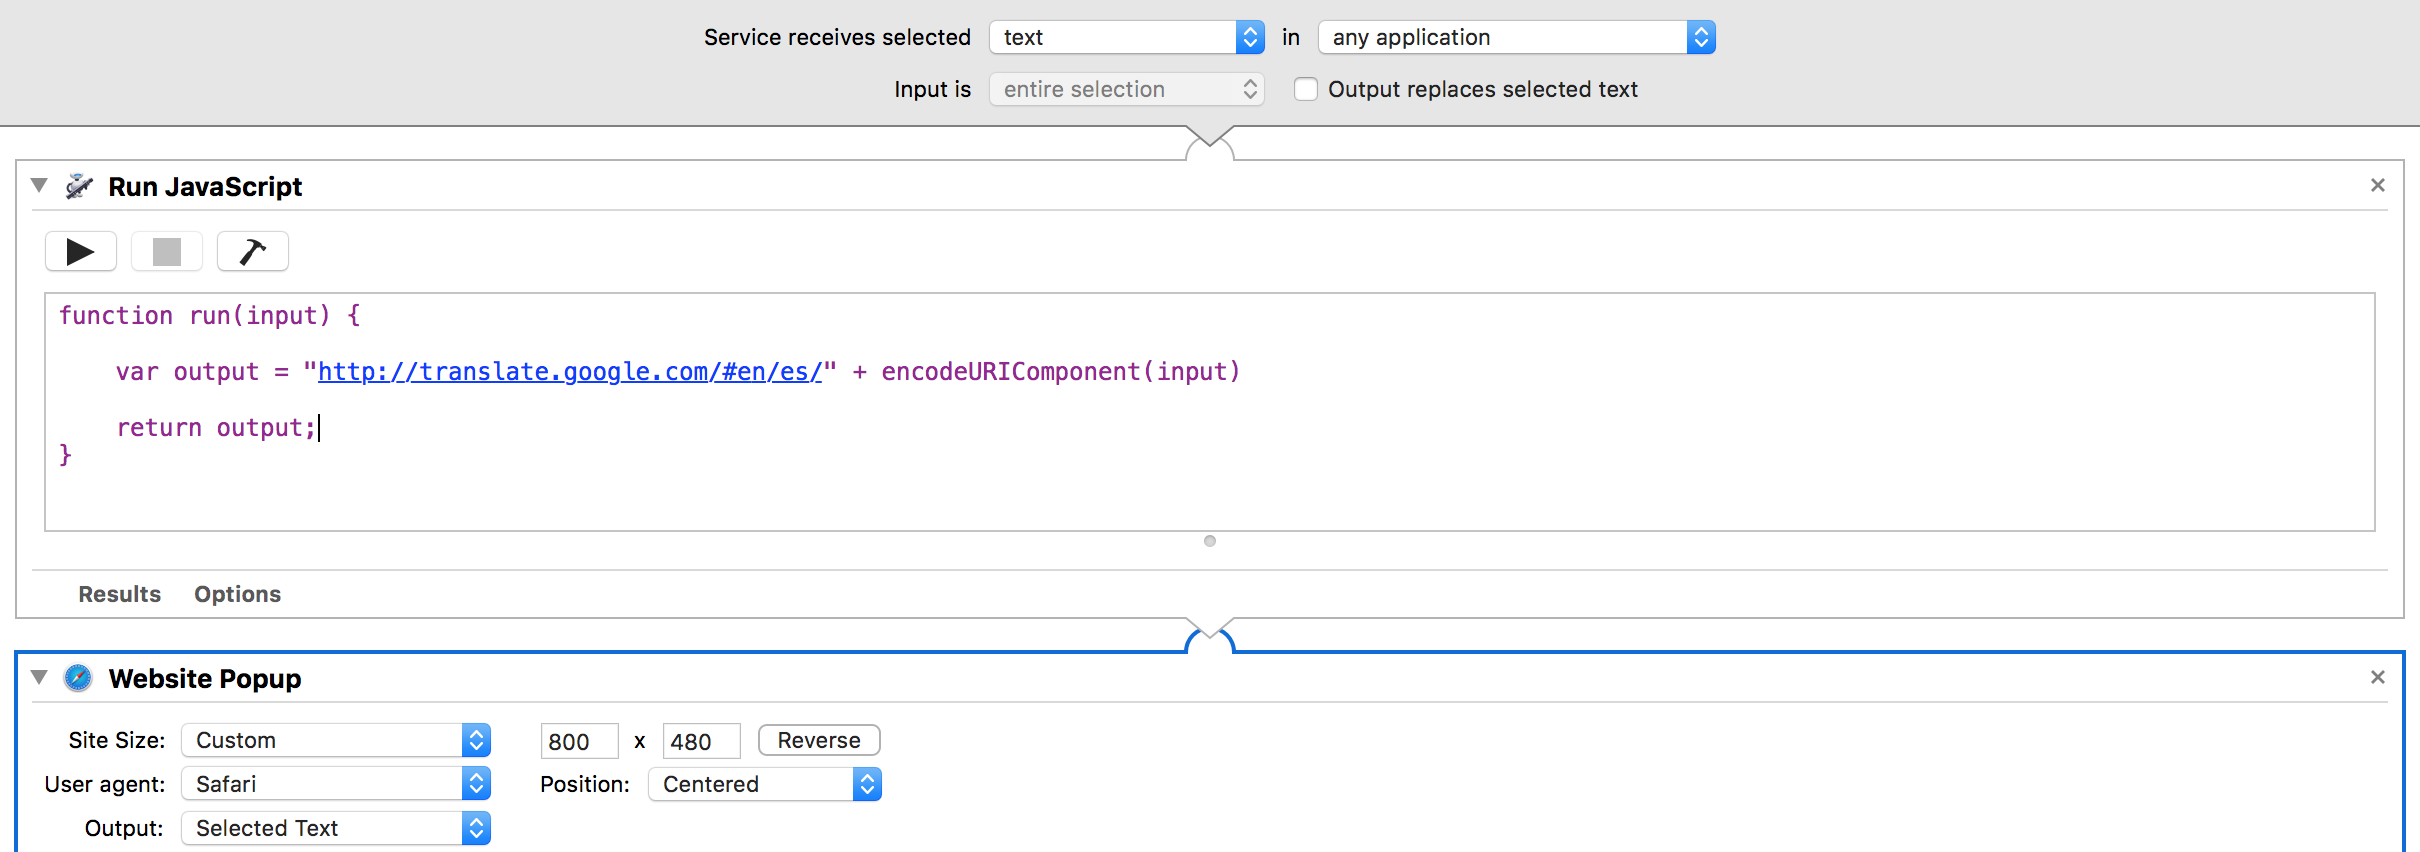 Service receives selected text in any application
Input is entire selection Output replaces selected text
Run JavaScript
function run(input) {
var output = "http://translate.google.com/#en/es/" + encodeURIComponent(input)
return output;
}
Results Options
Website Popup
Site Size: Custom 800 x 480 Reverse
User agent: Safari Position: Centered
Output: Selected Text